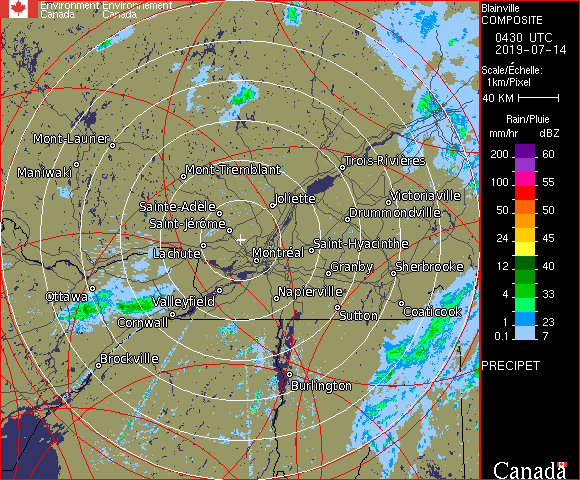 Environment Environnement
Canada Canada
Blainville
COMPOSITE
0430 UTC
2019-07-14
Scale/Échelle:
1km/Pixel
40 KM
Rain/Pluie
mm/hr dBZ
200 60
100 55
50 50
24 45
12 40
4 33
1 23
0.1 7
PRECIPET
Canada
Mont-Laurier
Maniwaki
Mont-Tremblant
Trois-Rivières
Joliette
Victoriaville
Sainte-Adele
Drummondville
Saint-Jérôme
Saint-Hyacinthe
Lachute
Montréal
Granby
Sherbrooke
Ottawa
Valleyfield
Napierville
Cornwall
Sutton
Coaticook
Brockville
Burlington